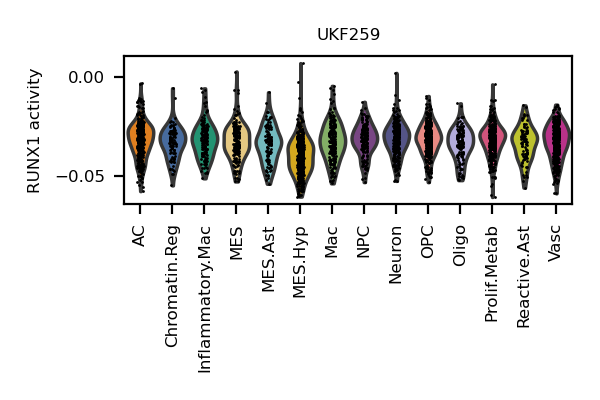 UKF259
RUNX1 activity
0.00
−0.05
AC
Chromatin.Reg
Inflammatory.Mac
MES
MES.Ast
MES.Hyp
Mac
NPC
Neuron
OPC
Oligo
Prolif.Metab
Reactive.Ast
Vasc